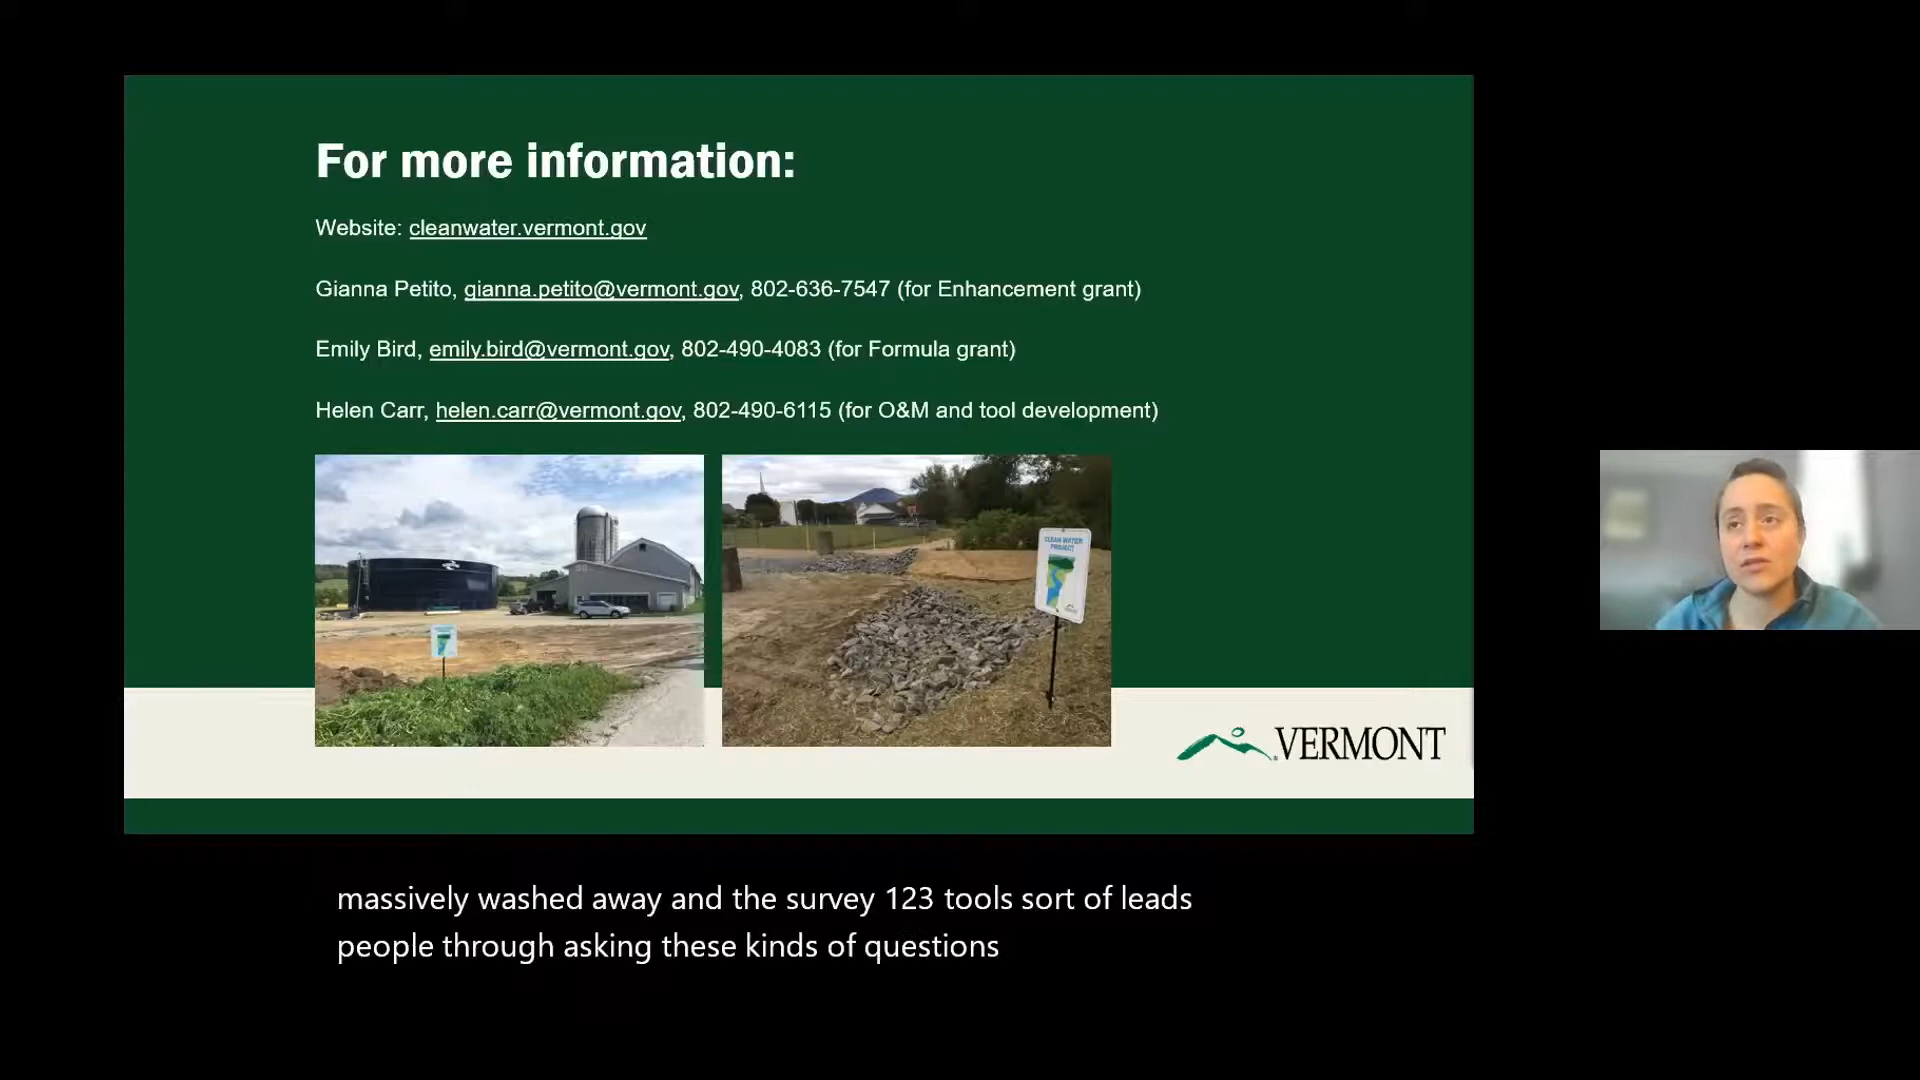 For more information:
Website: cleanwater.vermont.gov
Gianna Petito, gianna.petito@vermont.gov, 802-636-7547 (for Enhancement grant)
Emily Bird, emily.bird@vermont.gov, 802-490-4083 (for Formula grant)
Helen Carr, helen.carr@vermont.gov, 802-490-6115 (for O&M and tool development)
CLEAN WATER
PROJECT
VERMONT
massively washed away and the survey 123 tools sort of leads
people through asking these kinds of questions